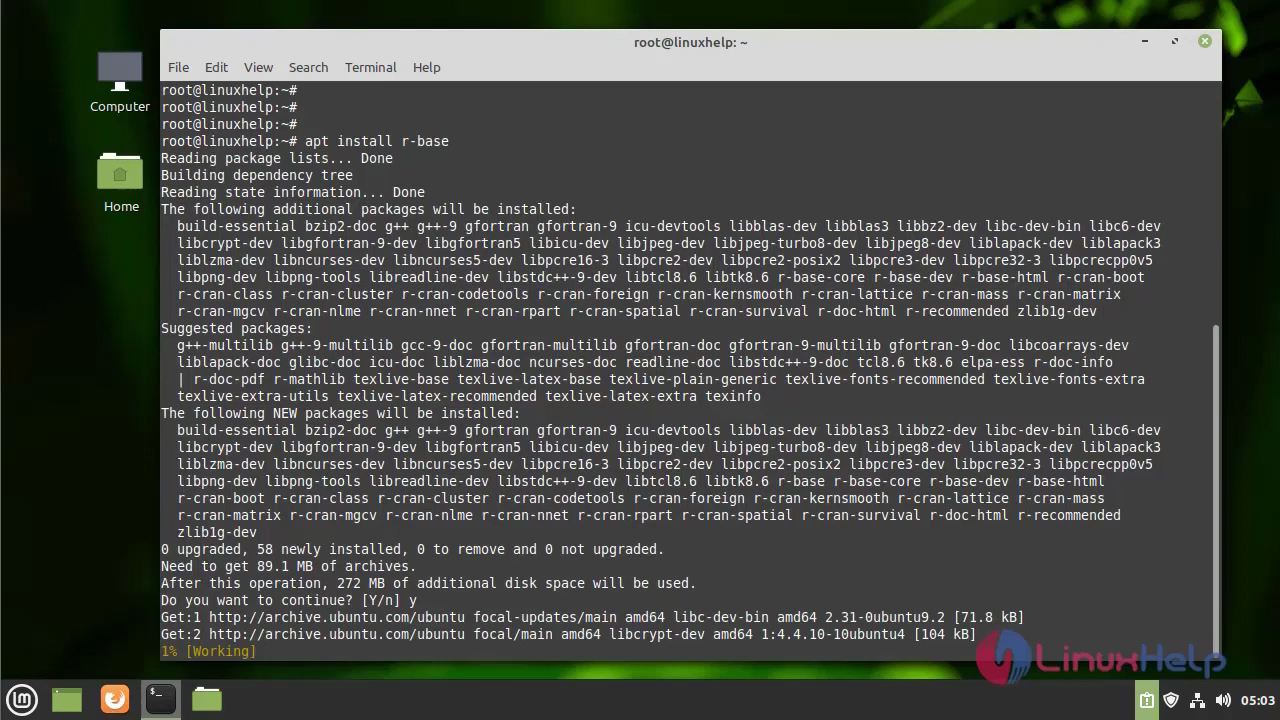 root@linuxhelp: ~
File Edit View Search Terminal Help
Computer
Home
root@linuxhelp:~#
root@linuxhelp:~#
root@linuxhelp:~#
root@linuxhelp:~# apt install r-base
Reading package lists... Done
Building dependency tree
Reading state information... Done
The following additional packages will be installed:
build-essential bzip2-doc g++ g++-9 gfortran gfortran-9 icu-devtools libblas-dev libblas3 libbz2-dev libc-dev-bin libc6-dev
libcrypt-dev libgfortran-9-dev libgfortran5 libicu-dev libjpeg-dev libjpeg-turbo8-dev libjpeg8-dev liblapack-dev liblapack3
liblzma-dev libncurses-dev libncurses5-dev libpcre16-3 libpcre2-dev libpcre2-posix2 libpcre3-dev libpcre32-3 libpcrecpp0v5
libpng-dev libpng-tools libreadline-dev libstdc++-9-dev libtcl8.6 libtk8.6 r-base-core r-base-dev r-base-html r-cran-boot
r-cran-class r-cran-cluster r-cran-codetools r-cran-foreign r-cran-kernsmooth r-cran-lattice r-cran-mass r-cran-matrix
r-cran-mgcv r-cran-nlme r-cran-nnet r-cran-rpart r-cran-spatial r-cran-survival r-doc-html r-recommended zlib1g-dev
Suggested packages:
g++-multilib g++-9-multilib gcc-9-doc gfortran-multilib gfortran-doc gfortran-9-multilib gfortran-9-doc libcoarrays-dev
liblapack-doc glibc-doc icu-doc liblzma-doc ncurses-doc readline-doc libstdc++-9-doc tcl8.6 tk8.6 elpa-ess r-doc-info
| r-doc-pdf r-mathlib texlive-base texlive-latex-base texlive-plain-generic texlive-fonts-recommended texlive-fonts-extra
texlive-extra-utils texlive-latex-recommended texlive-latex-extra texinfo
The following NEW packages will be installed:
build-essential bzip2-doc g++ g++-9 gfortran gfortran-9 icu-devtools libblas-dev libblas3 libbz2-dev libc-dev-bin libc6-dev
libcrypt-dev libgfortran-9-dev libgfortran5 libicu-dev libjpeg-dev libjpeg-turbo8-dev libjpeg8-dev liblapack-dev liblapack3
liblzma-dev libncurses-dev libncurses5-dev libpcre16-3 libpcre2-dev libpcre2-posix2 libpcre3-dev libpcre32-3 libpcrecpp0v5
libpng-dev libpng-tools libreadline-dev libstdc++-9-dev libtcl8.6 libtk8.6 r-base r-base-core r-base-dev r-base-html
r-cran-boot r-cran-class r-cran-cluster r-cran-codetools r-cran-foreign r-cran-kernsmooth r-cran-lattice r-cran-mass
r-cran-matrix r-cran-mgcv r-cran-nlme r-cran-nnet r-cran-rpart r-cran-spatial r-cran-survival r-doc-html r-recommended
zlib1g-dev
0 upgraded, 58 newly installed, 0 to remove and 0 not upgraded.
Need to get 89.1 MB of archives.
After this operation, 272 MB of additional disk space will be used.
Do you want to continue? [Y/n] y
Get:1 http://archive.ubuntu.com/ubuntu focal-updates/main amd64 libc-dev-bin amd64 2.31-0ubuntu9.2 [71.8 kB]
Get:2 http://archive.ubuntu.com/ubuntu focal/main amd64 libcrypt-dev amd64 1:4.4.10-10ubuntu4 [104 kB]
1% [Working]
LinuxHelp
05:03